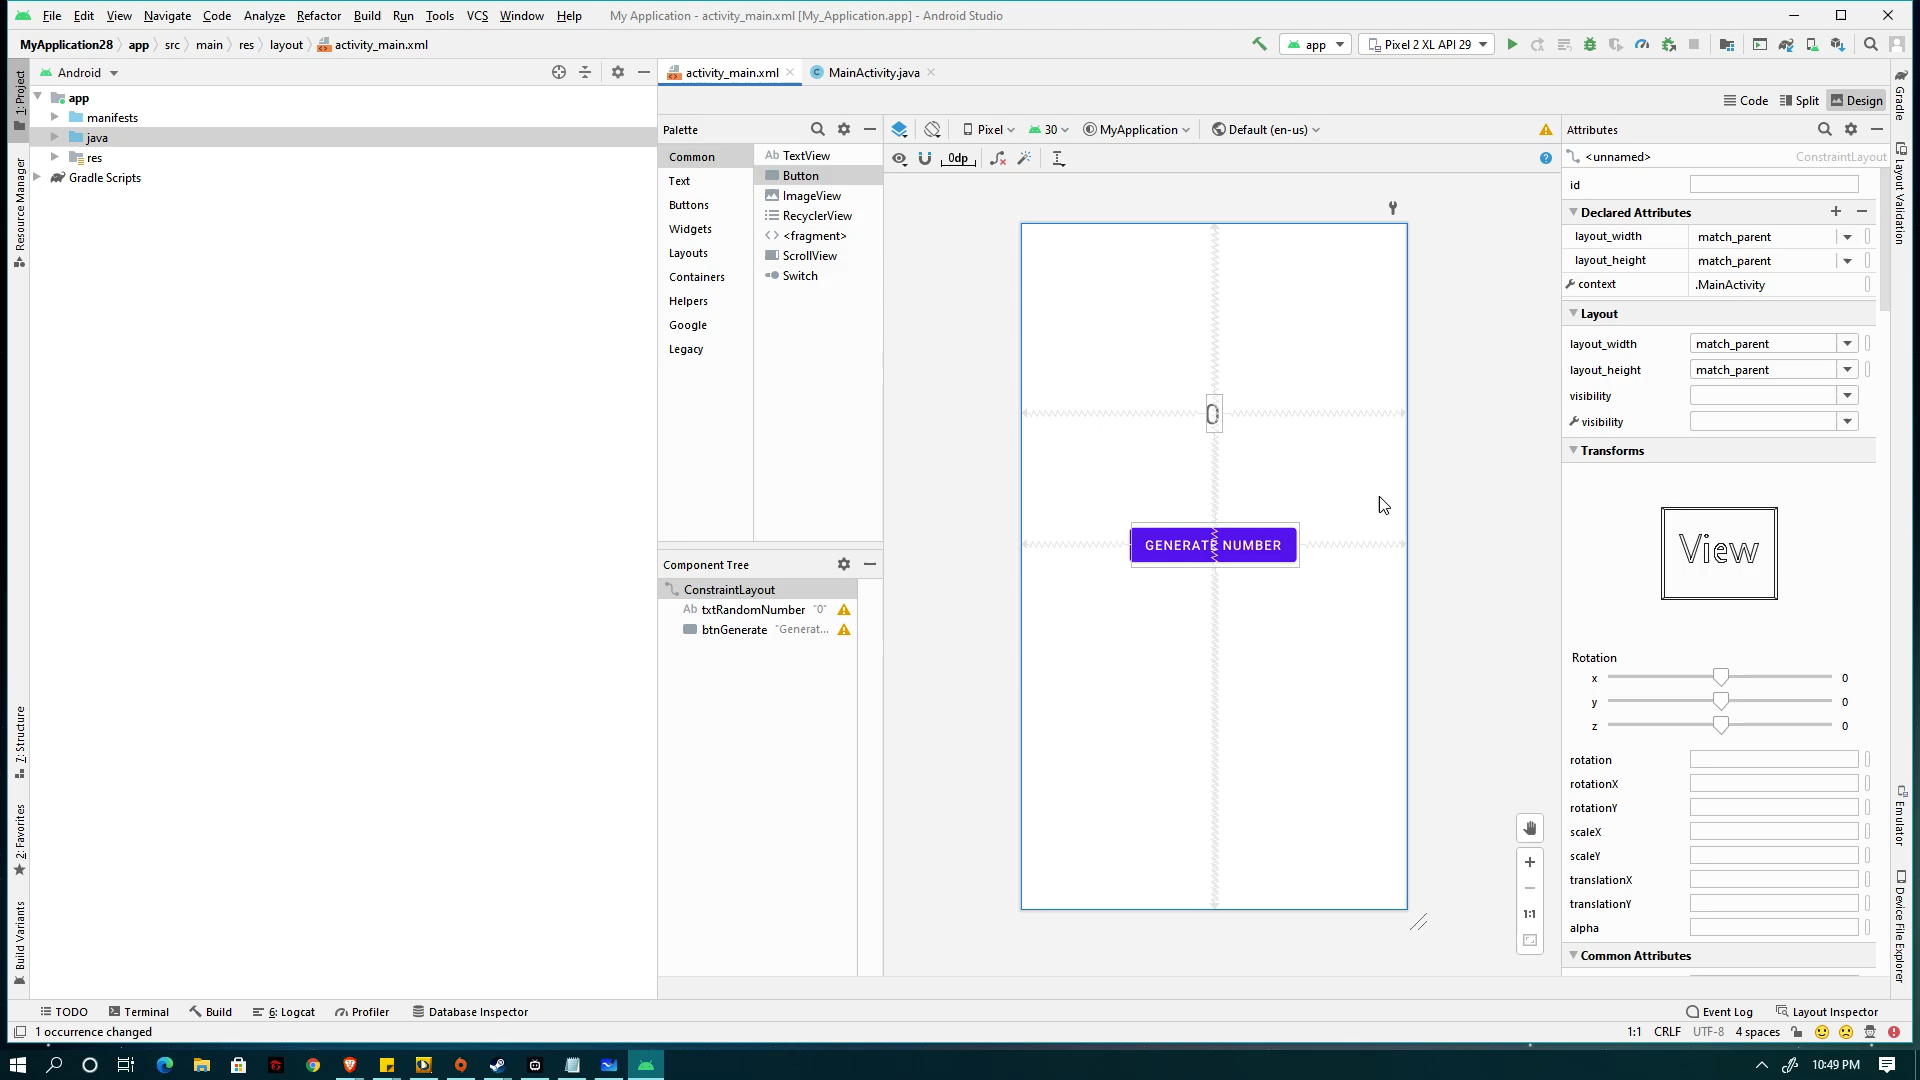 File Edit View Navigate Code Analyze Refactor Build Run Tools VCS Window Help My Application - activity_main.xml [My_Application.app] - Android Studio
MyApplication28 app src main res layout activity_main.xml app Pixel 2 XL API 29
1: Project
Resource Manager
7: Structure
2: Favorites
Build Variants
Android
app
manifests
java
res
Gradle Scripts
activity_main.xml MainActivity.java
Code Split Design
Palette
Common
Text
Buttons
Widgets
Layouts
Containers
Helpers
Google
Legacy
Ab TextView
Button
ImageView
RecyclerView
<> <fragment>
ScrollView
Switch
Component Tree
ConstraintLayout
Ab txtRandomNumber "0"
btnGenerate "Generat...
Pixel 30 MyApplication Default (en-us)
0dp
0
GENERATE NUMBER
1:1
Attributes
<unnamed> ConstraintLayout
id
Declared Attributes
layout_width match_parent
layout_height match_parent
context .MainActivity
Layout
layout_width match_parent
layout_height match_parent
visibility
visibility
Transforms
View
Rotation
x 0
y 0
z 0
rotation
rotationX
rotationY
scaleX
scaleY
translationX
translationY
alpha
Common Attributes
Gradle
Layout Validation
Emulator
Device File Explorer
TODO Terminal Build 6: Logcat Profiler Database Inspector Event Log Layout Inspector
1 occurrence changed 1:1 CRLF UTF-8 4 spaces
10:49 PM